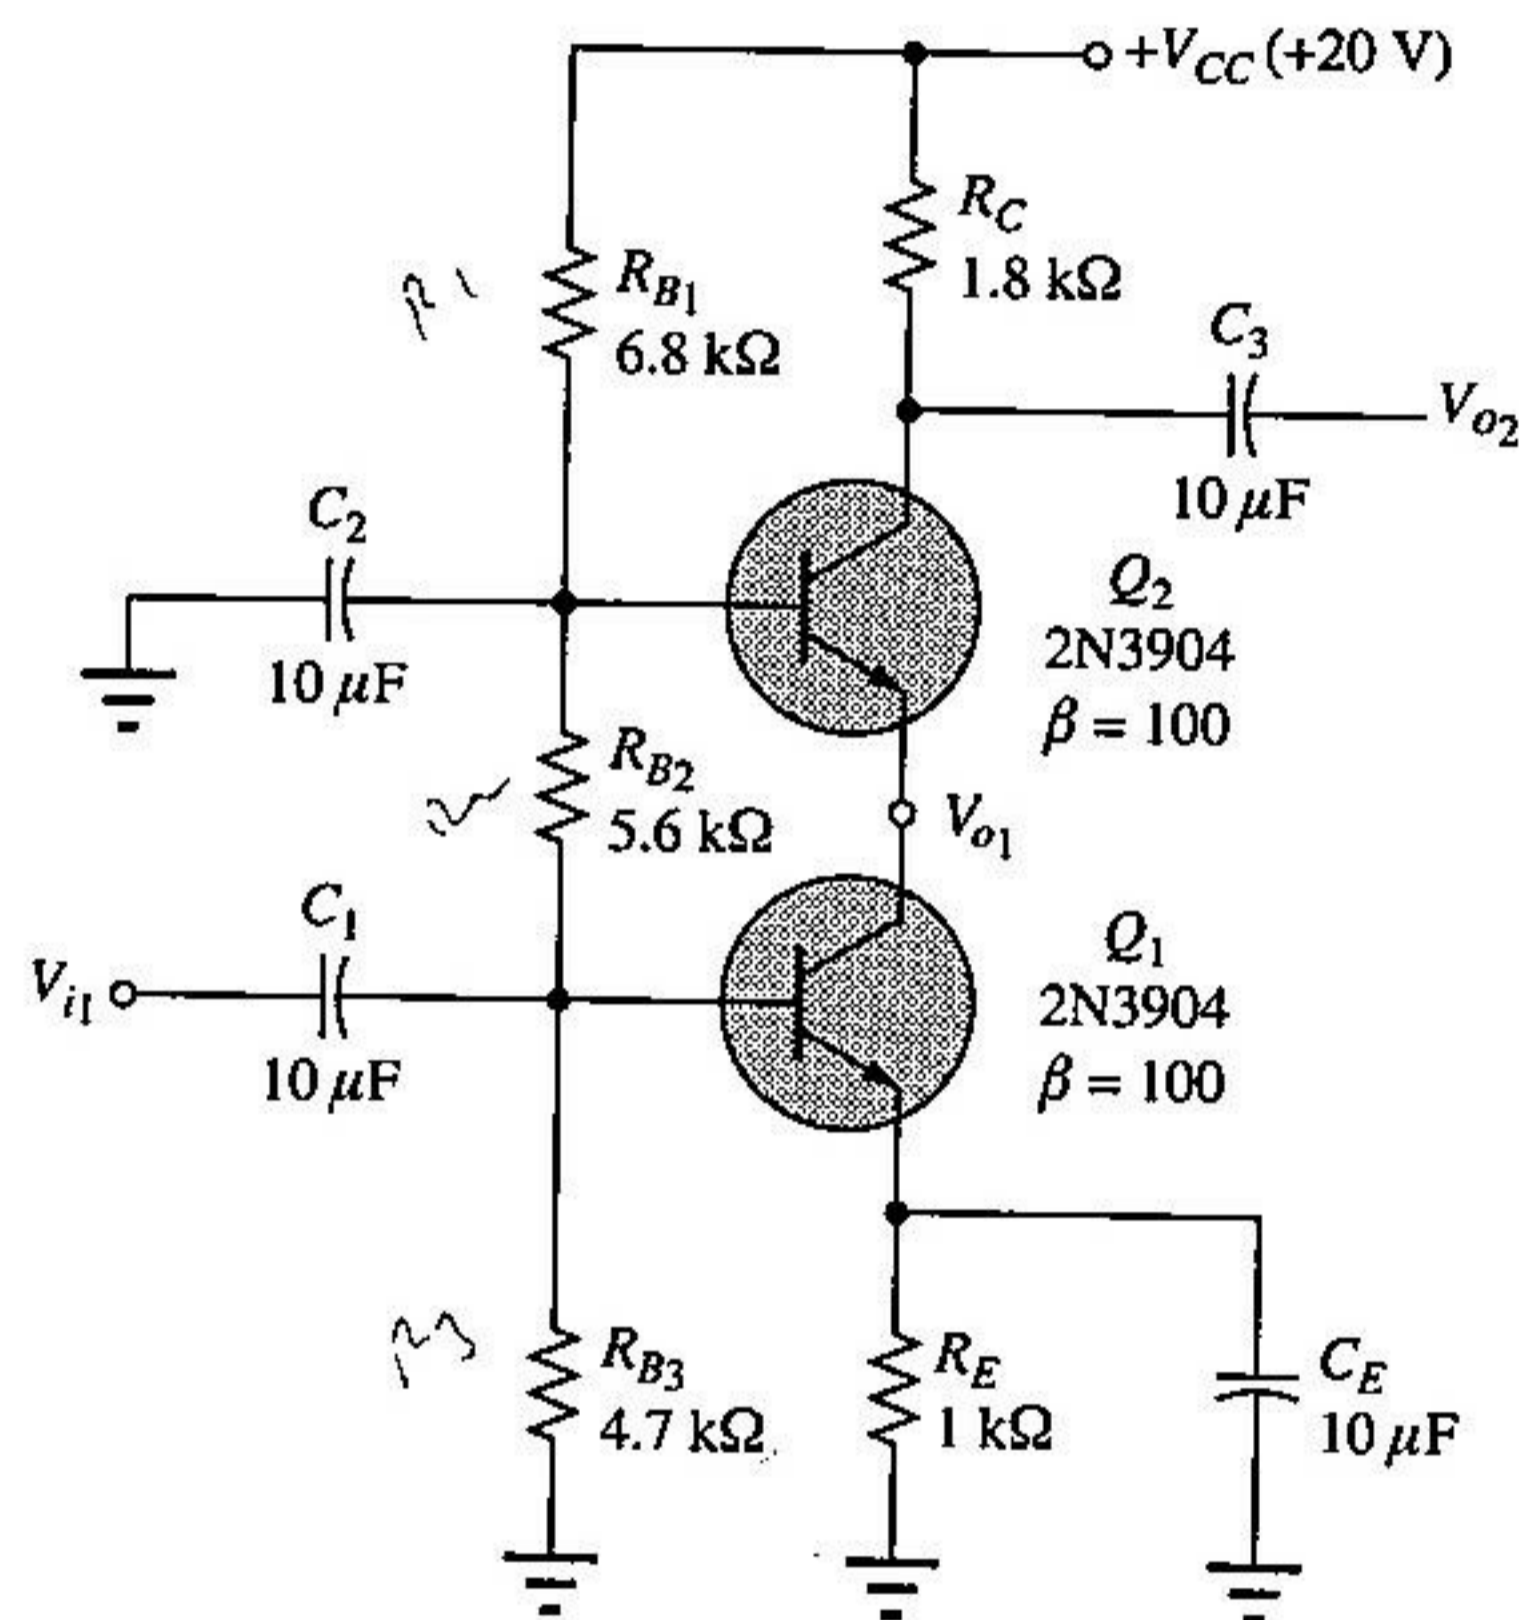 +V_CC (+20 V)
R_C
1.8 kΩ
R_B1
6.8 kΩ
R1
C_3
10 μF
V_o2
C_2
10 μF
Q_2
2N3904
β = 100
R_B2
5.6 kΩ
V_o1
C_1
10 μF
V_i1
Q_1
2N3904
β = 100
R_B3
4.7 kΩ
R3
R_E
1 kΩ
C_E
10 μF